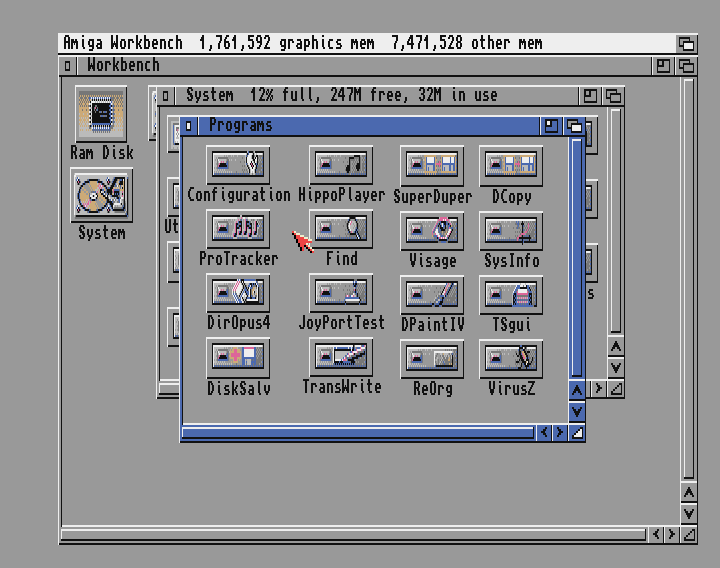 Amiga Workbench 1,761,592 graphics mem 7,471,528 other mem
Workbench
System 12% full, 247M free, 32M in use
Programs
Ram Disk
System
Ut
s
Configuration HippoPlayer SuperDuper DCopy
ProTracker Find Visage SysInfo
DirOpus4 JoyPortTest DPaintIV TSgui
DiskSalv TransWrite ReOrg VirusZ